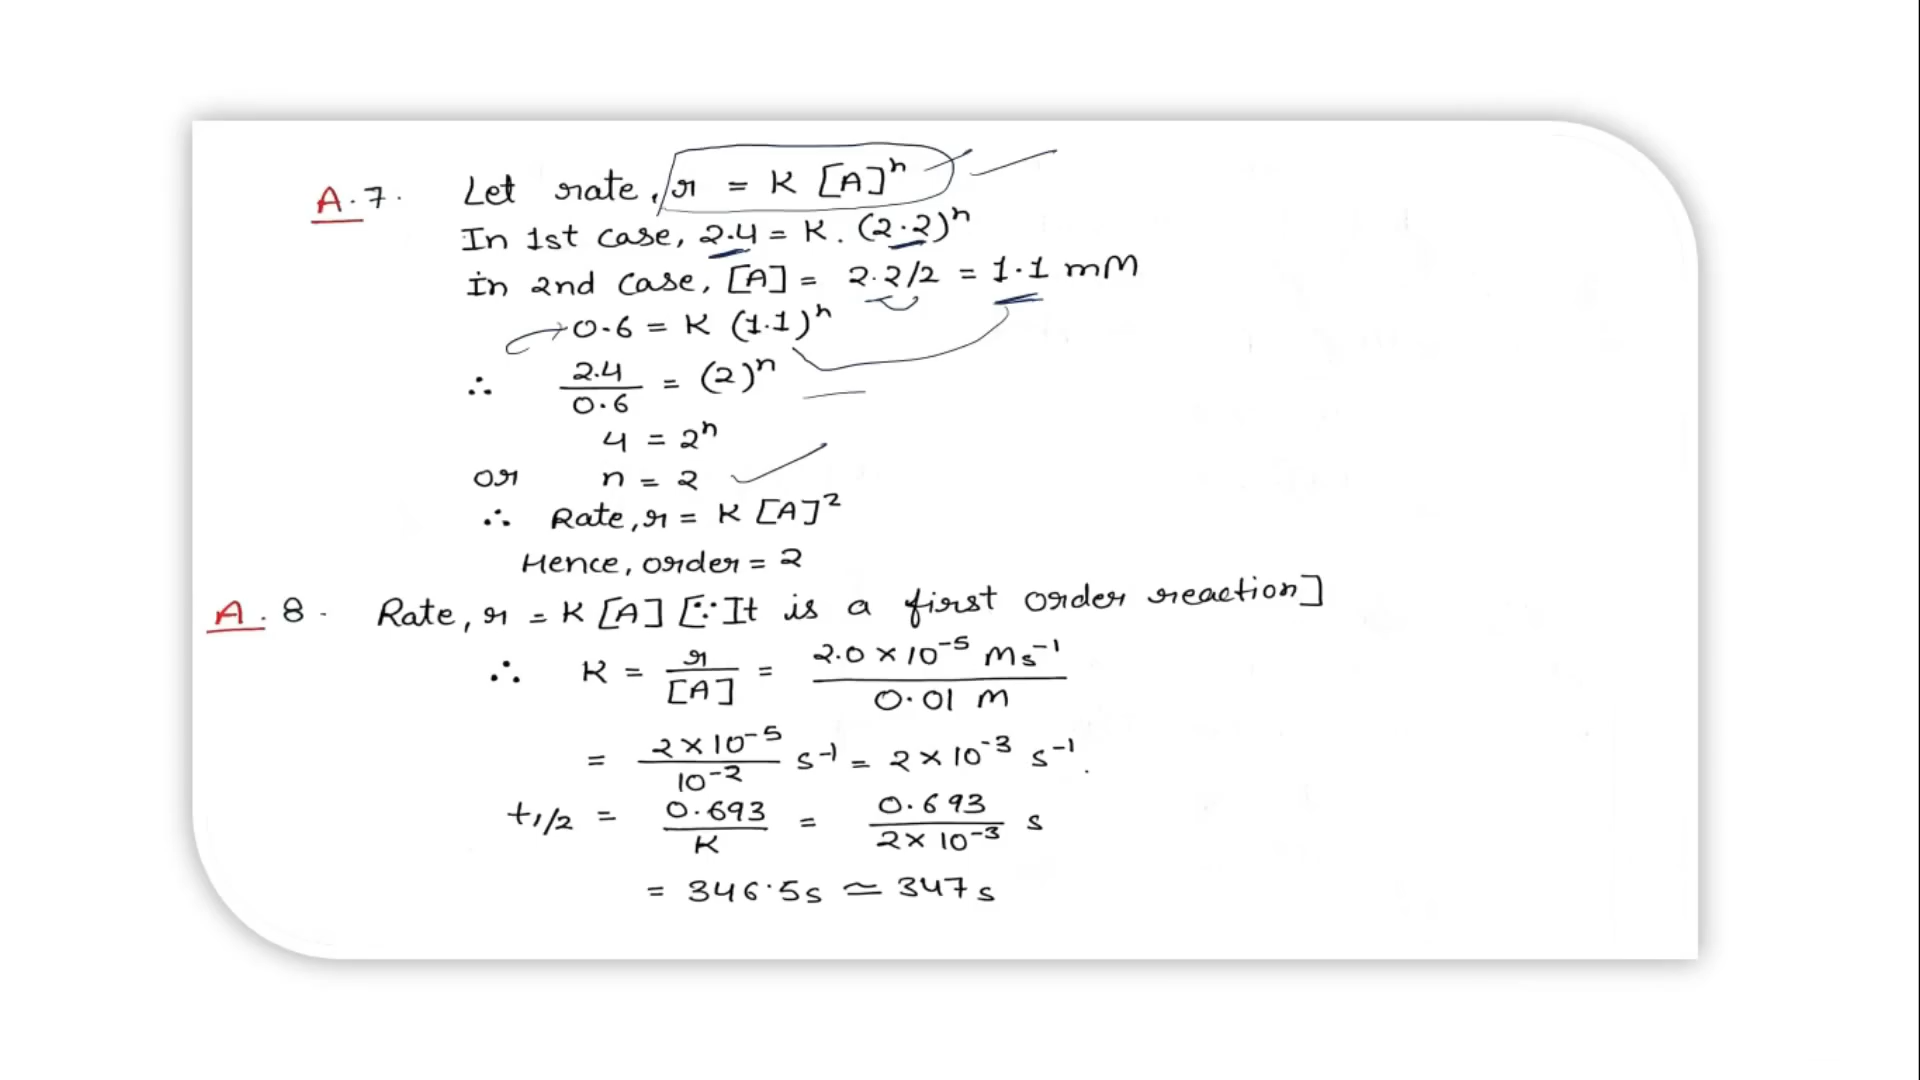 A.7. Let rate, r = K [A]ⁿ
In 1st case, 2.4 = K. (2.2)ⁿ
in 2nd case, [A] = 2.2/2 = 1.1 mM
0.6 = K (1.1)ⁿ
∴ 2.4/0.6 = (2)ⁿ
4 = 2ⁿ
or n = 2
∴ Rate, r = K [A]²
Hence, order = 2
A.8. Rate, r = K [A] [∵ It is a first order reaction]
∴ K = r/[A] = 2.0 × 10⁻⁵ Ms⁻¹/0.01 M
= 2 × 10⁻⁵/10⁻² s⁻¹ = 2 × 10⁻³ s⁻¹.
t1/2 = 0.693/K = 0.693/2 × 10⁻³ s
= 346.5s ≃ 347s